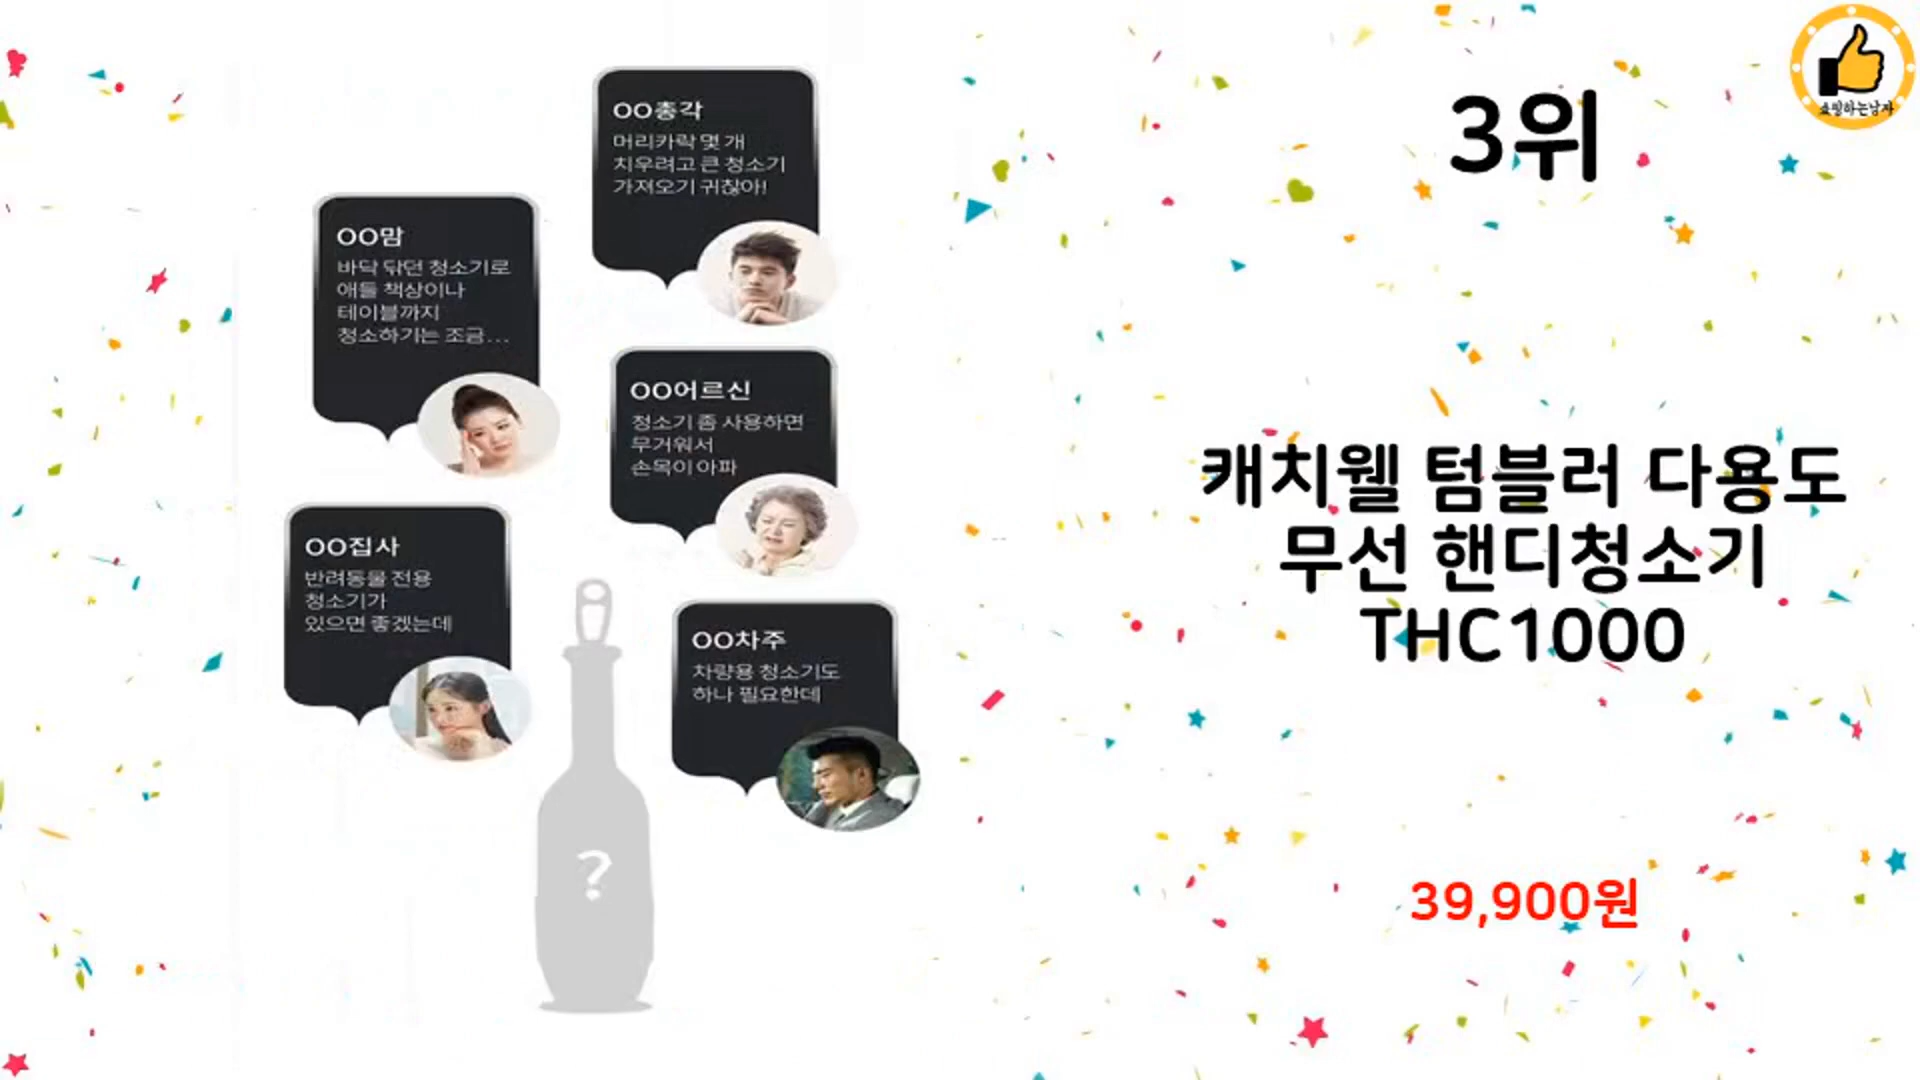 OO총각
머리카락 몇 개
치우려고 큰 청소기
가져오기 귀찮아!
OO맘
바닥 닦던 청소기로
애들 책상이나
테이블까지
청소하기는 조금...
OO어르신
청소기 좀 사용하면
무거워서
손목이 아파
OO집사
반려동물 전용
청소기가
있으면 좋겠는데
OO차주
차량용 청소기도
하나 필요한데
?
쇼핑하는남자
3위
캐치웰 텀블러 다용도
무선 핸디청소기
THC1000
39,900원